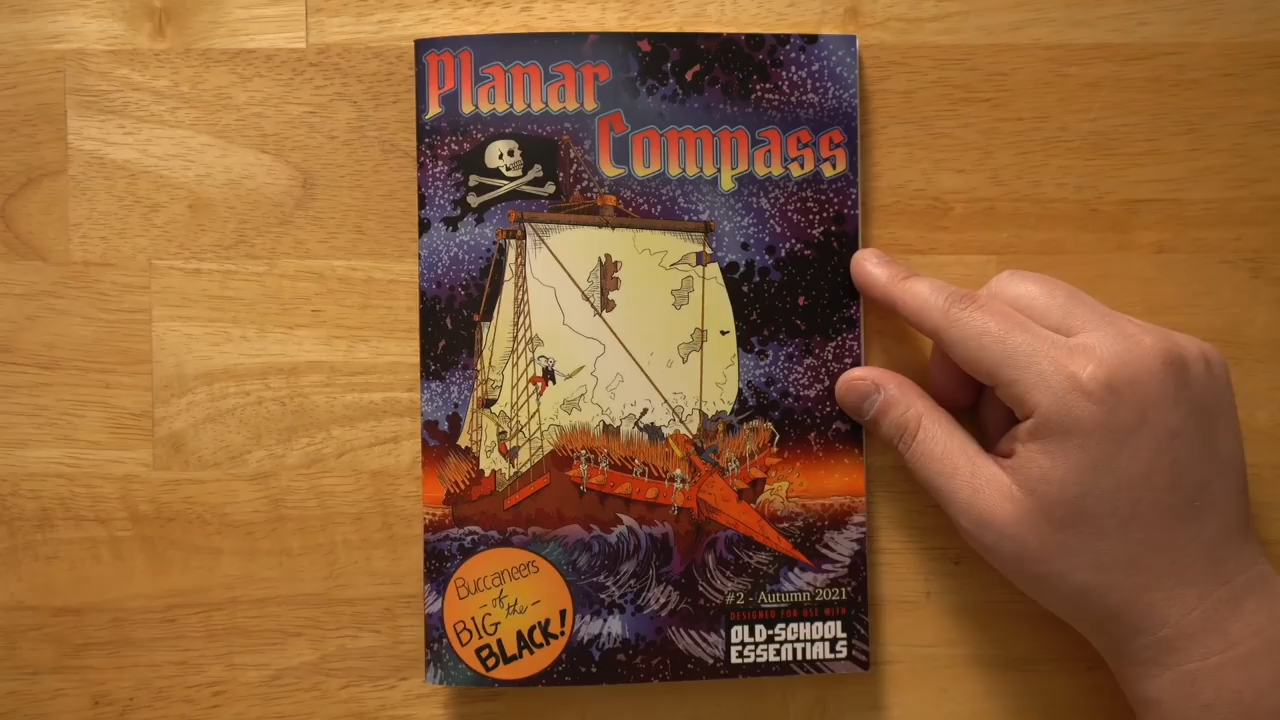 Planar
Compass
Buccaneers
- of the -
BIG
BLACK!
#2 - Autumn 2021
DESIGNED FOR USE WITH
OLD-SCHOOL
ESSENTIALS